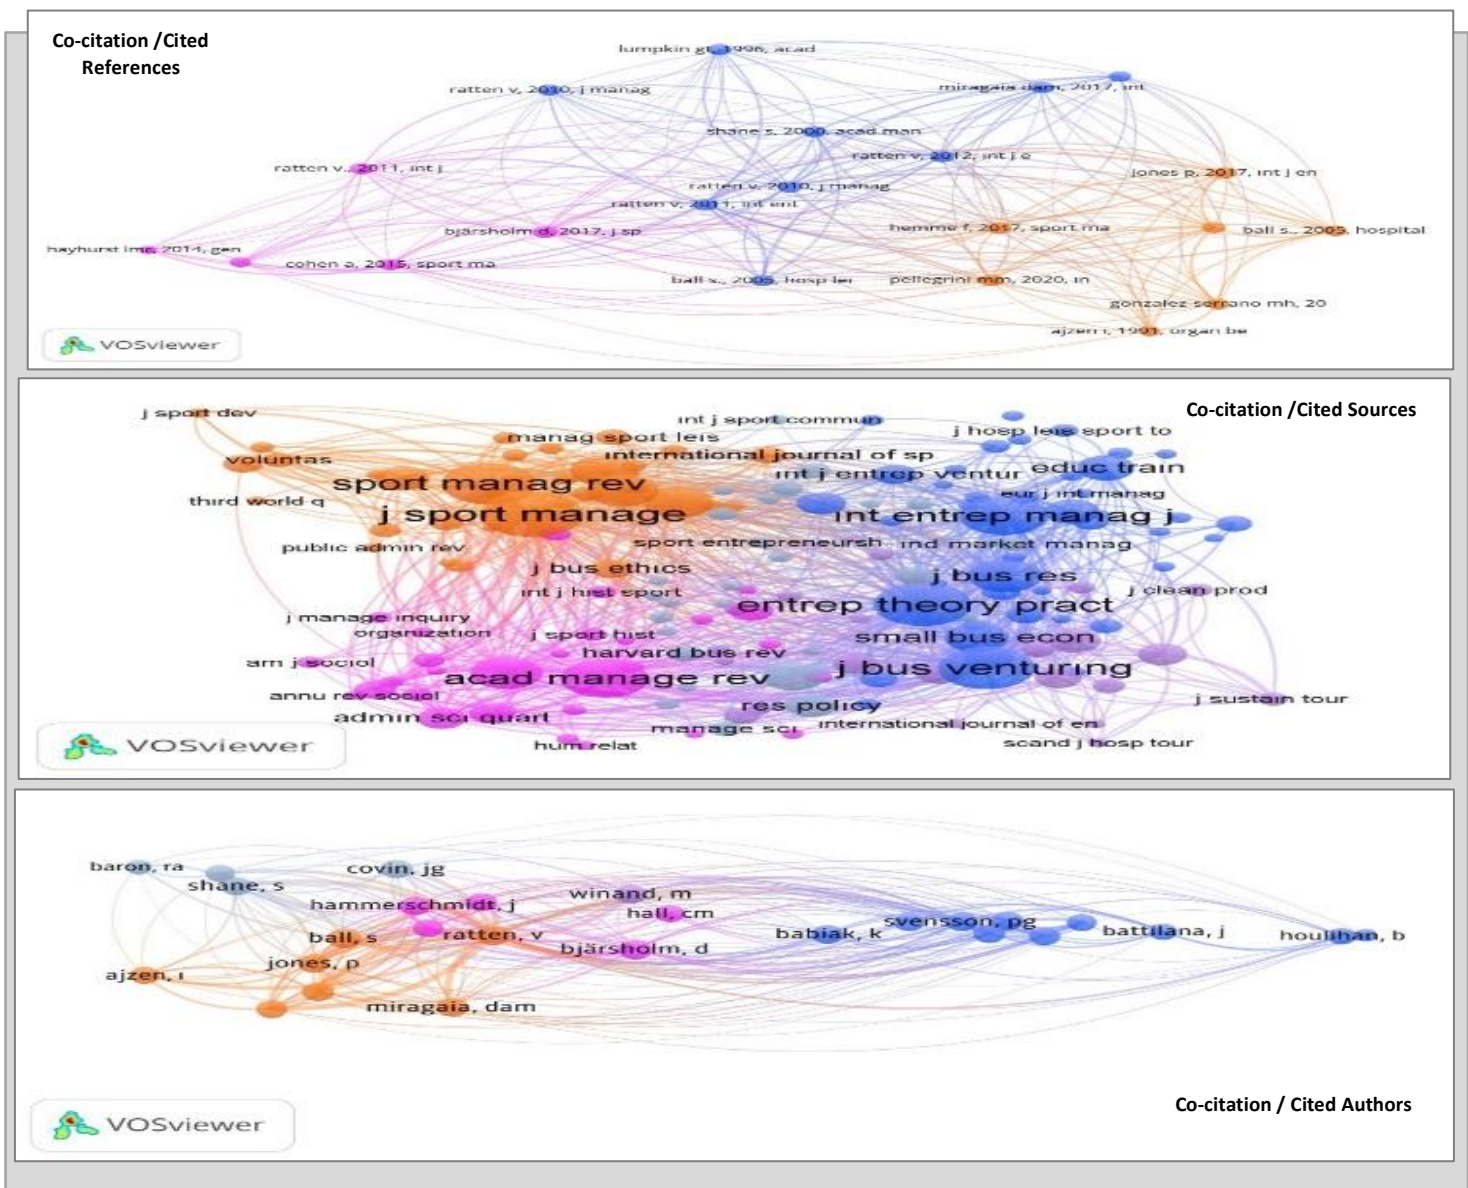 Co-citation /Cited
References
lumpkin gt, 1996, acad
ratten v, 2010, j manag
miragaia dam, 2017, int
shane s, 2000, acad man
ratten v, 2012, int j e
ratten v., 2011, int j
jones p, 2017, int j en
ratten v, 2010, j manag
ratten v, 2011, int ent
bjärsholm d, 2017, j sp
hemme f, 2017, sport ma
ball s., 2005, hospital
hayhurst lmc, 2014, gen
cohen a, 2015, sport ma
ball s., 2005, hosp lei
pellegrini mm, 2020, in
gonzalez-serrano mh, 20
ajzen i, 1991, organ be
VOSviewer
Co-citation /Cited Sources
j sport dev
int j sport commun
j hosp leis sport to
manag sport leis
voluntas
international journal of sp
int j entrep ventur
educ train
sport manag rev
third world q
eur j int manag
j sport manage
int entrep manag j
public admin rev
sport entrepreneursh
ind market manag
j bus ethics
j bus res
int j hist sport
j clean prod
entrep theory pract
j manage inquiry
organization
j sport hist
small bus econ
harvard bus rev
am j sociol
acad manage rev
j bus venturing
annu rev sociol
j sustain tour
res policy
admin sci quart
manage sci
international journal of en
hum relat
scand j hosp tour
VOSviewer
baron, ra
covin, jg
shane, s
winand, m
hammerschmidt, j
hall, cm
svensson, pg
ball, s
ratten, v
babiak, k
battilana, j
houlihan, b
bjärsholm, d
jones, p
ajzen, i
miragaia, dam
Co-citation / Cited Authors
VOSviewer